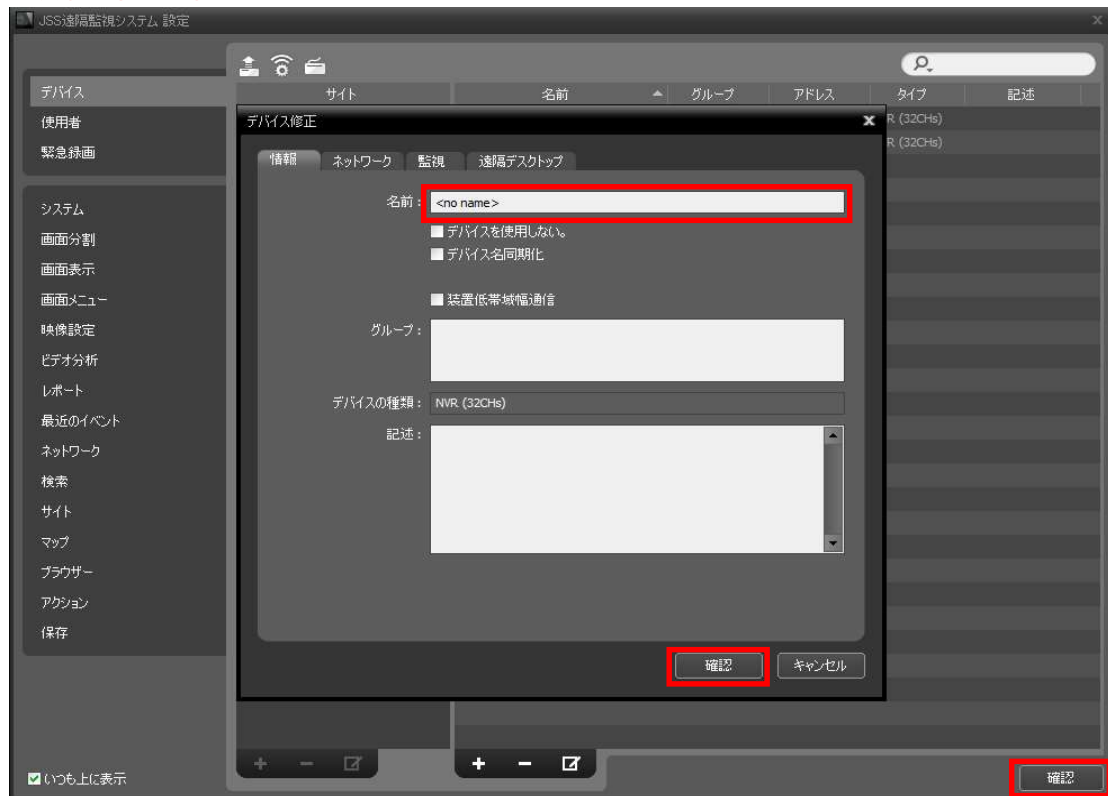 JSS遠隔監視システム 設定
x
デバイス
使用者
緊急録画
システム
画面分割
画面表示
画面メニュー
映像設定
ビデオ分析
レポート
最近のイベント
ネットワーク
検索
サイト
マップ
ブラウザー
アクション
保存
いつも上に表示
サイト 名前 グループ アドレス タイプ 記述
R (32CHs)
R (32CHs)
デバイス修正 x
情報 ネットワーク 監視 遠隔デスクトップ
名前： <no name>
デバイスを使用しない。
デバイス名同期化
装置低帯域幅通信
グループ：
デバイスの種類： NVR (32CHs)
記述：
確認 キャンセル
確認